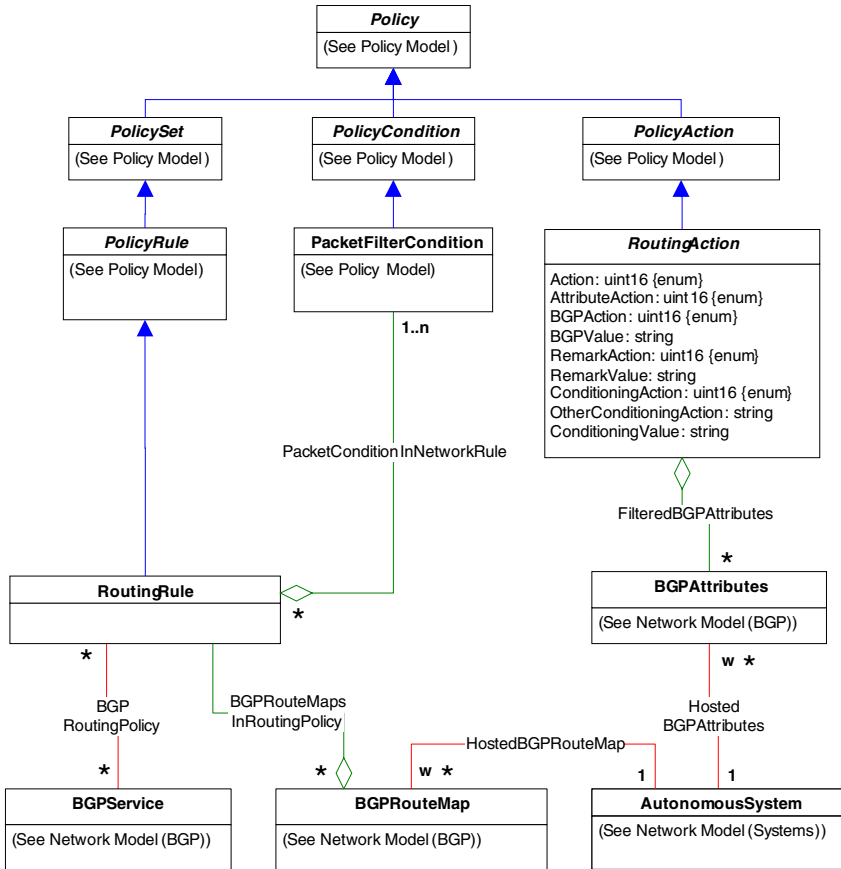 Policy
(See Policy Model )
PolicySet
(See Policy Model )
PolicyCondition
(See Policy Model )
PolicyAction
(See Policy Model )
PolicyRule
(See Policy Model)
PacketFilterCondition
(See Policy Model)
1..n
RoutingAction
Action: uint16 {enum}
AttributeAction: uint16 {enum}
BGPAction: uint16 {enum}
BGPValue: string
RemarkAction: uint16 {enum}
RemarkValue: string
ConditioningAction: uint16 {enum}
OtherConditioningAction: string
ConditioningValue: string
PacketConditionInNetworkRule
FilteredBGPAttributes
*
RoutingRule
*
*
BGPAttributes
(See Network Model (BGP))
w *
BGP
RoutingPolicy
*
BGPRouteMaps
InRoutingPolicy
*
HostedBGPRouteMap
w *
1
Hosted
BGPAttributes
1
BGPService
(See Network Model (BGP))
BGPRouteMap
(See Network Model (BGP))
AutonomousSystem
(See Network Model (Systems))